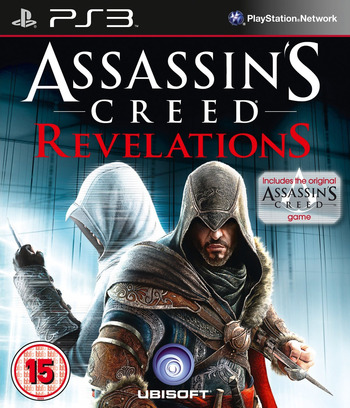 PS3
PlayStation®Network
ASSASSIN'S
CREED
REVELATIONS
Includes the original
ASSASSIN'S
CREED
game
15
UBISOFT